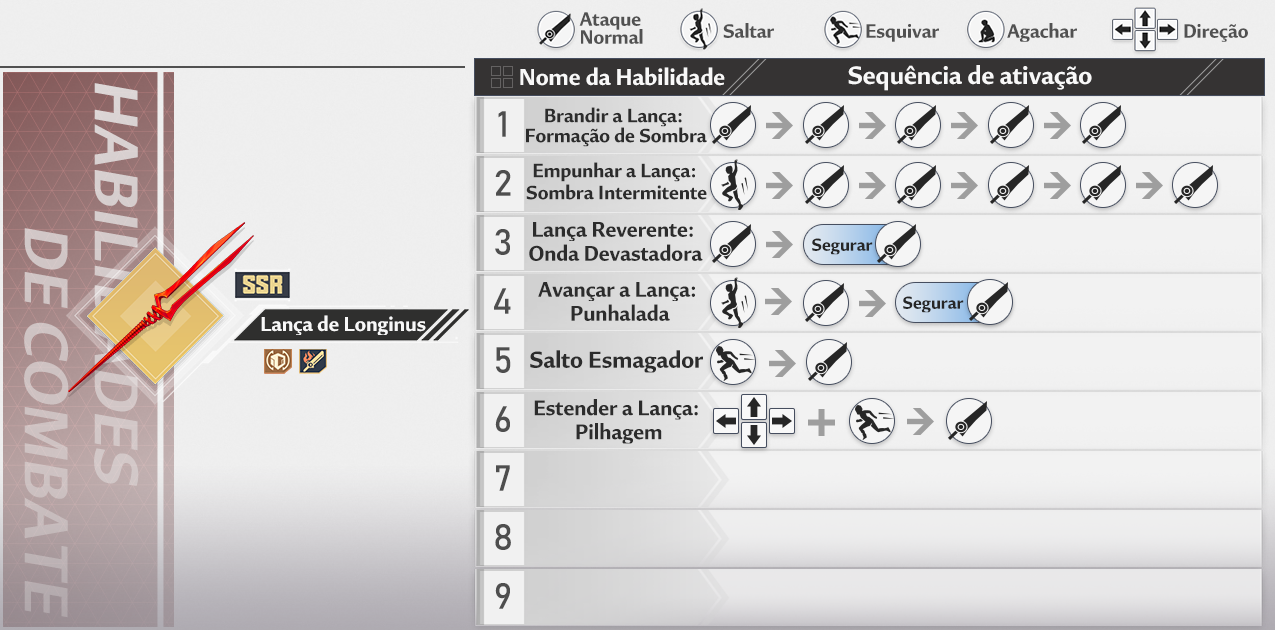 Ataque
Normal
Saltar
Esquivar
Agachar
Direção
Nome da Habilidade
Sequência de ativação
HABILIDADES
DE COMBATE
SSR
Lança de Longinus
1
Brandir a Lança:
Formação de Sombra
2
Empunhar a Lança:
Sombra Intermitente
3
Lança Reverente:
Onda Devastadora
Segurar
4
Avançar a Lança:
Punhalada
Segurar
5
Salto Esmagador
6
Estender a Lança:
Pilhagem
7
8
9